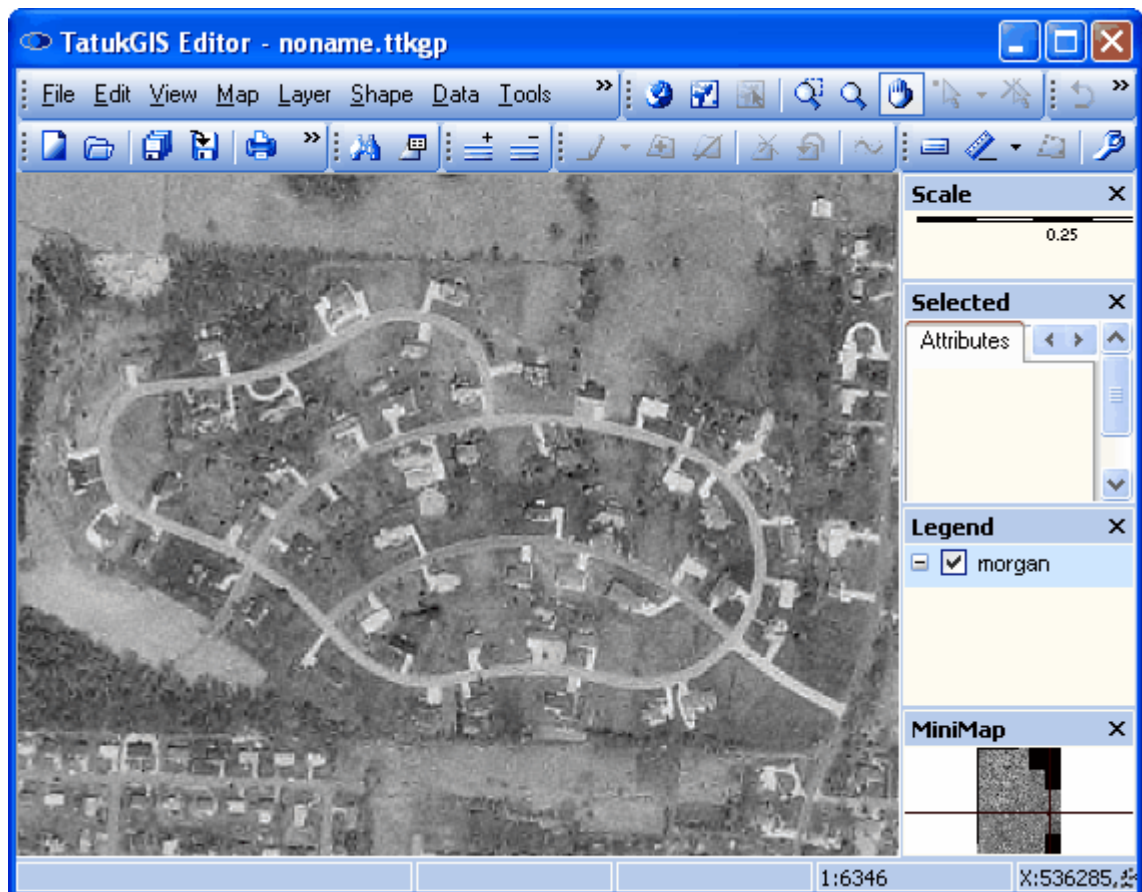 TatukGIS Editor - noname.ttkgp
File Edit View Map Layer Shape Data Tools »
»
»
Scale
0.25
Selected
Attributes
Legend
morgan
MiniMap
1:6346
X:536285,